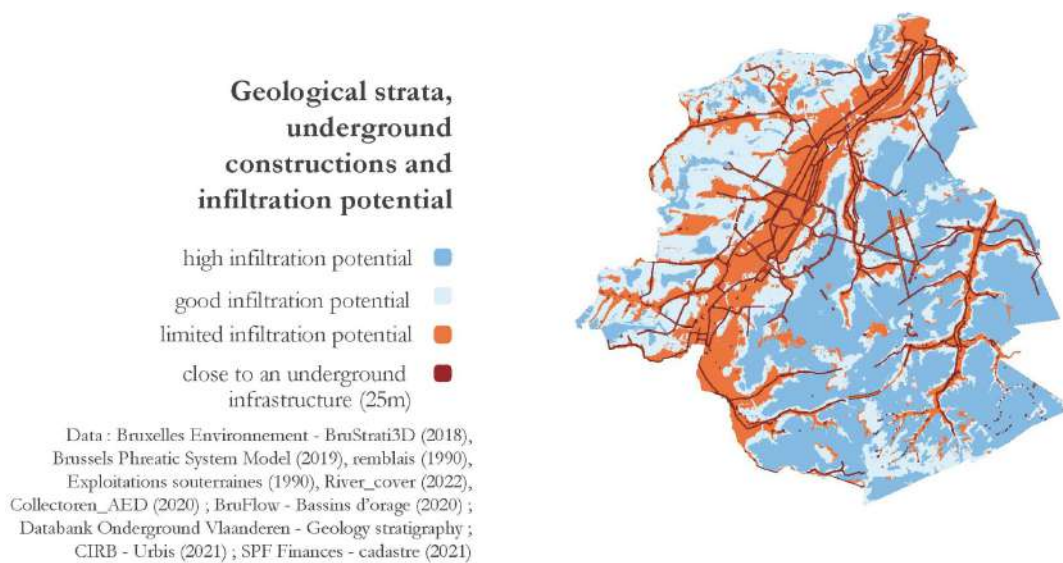 Geological strata,
underground
constructions and
infiltration potential
high infiltration potential
good infiltration potential
limited infiltration potential
close to an underground
infrastructure (25m)
Data : Bruxelles Environnement - BruStrati3D (2018),
Brussels Phreatic System Model (2019), remblais (1990),
Exploitations souterraines (1990), River_cover (2022),
Collectoren_AED (2020) ; BruFlow - Bassins d'orage (2020) ;
Databank Onderground Vlaanderen - Geology stratigraphy ;
CIRB - Urbis (2021) ; SPF Finances - cadastre (2021)